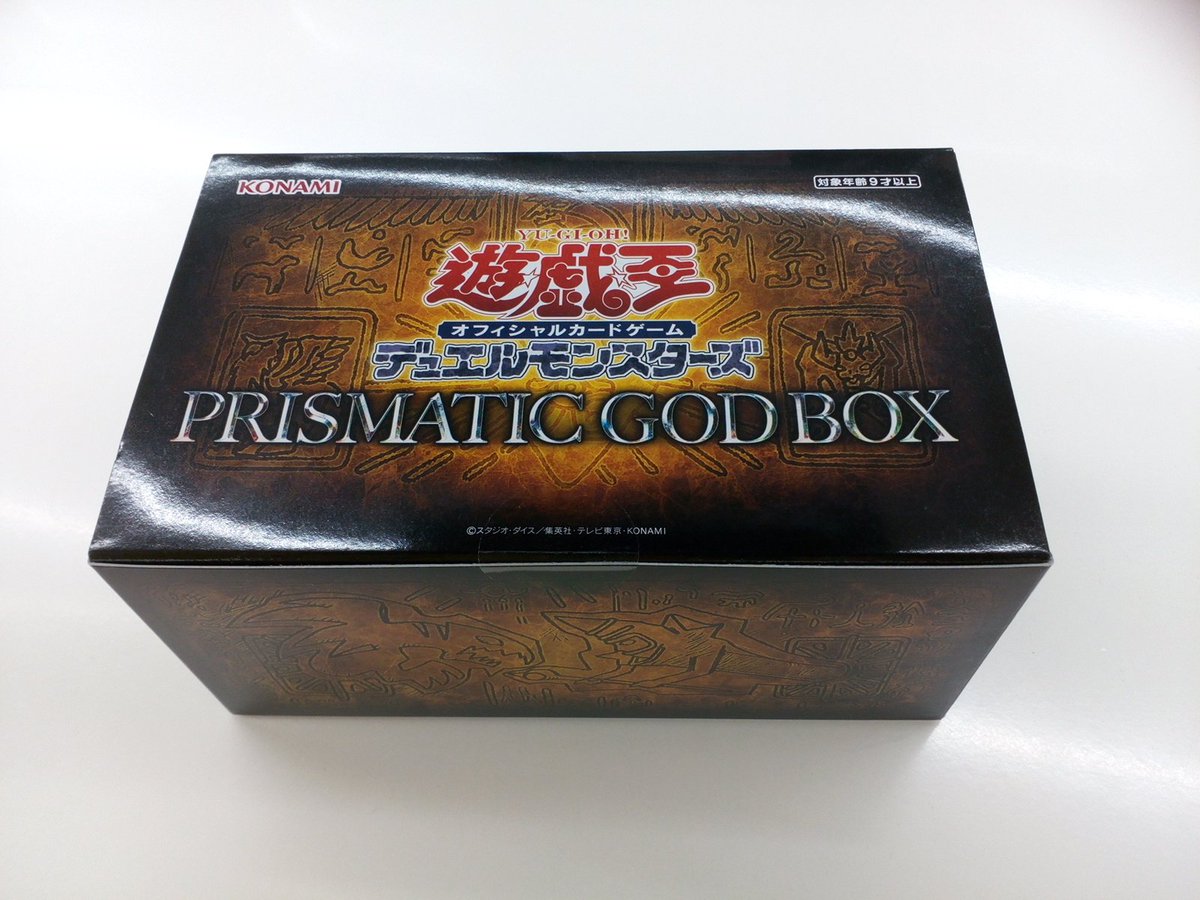 KONAMI
対象年齢9才以上
YU-GI-OH!
遊戯王
オフィシャルカードゲーム
デュエルモンスターズ
PRISMATIC GOD BOX
©スタジオ・ダイス／集英社・テレビ東京・KONAMI